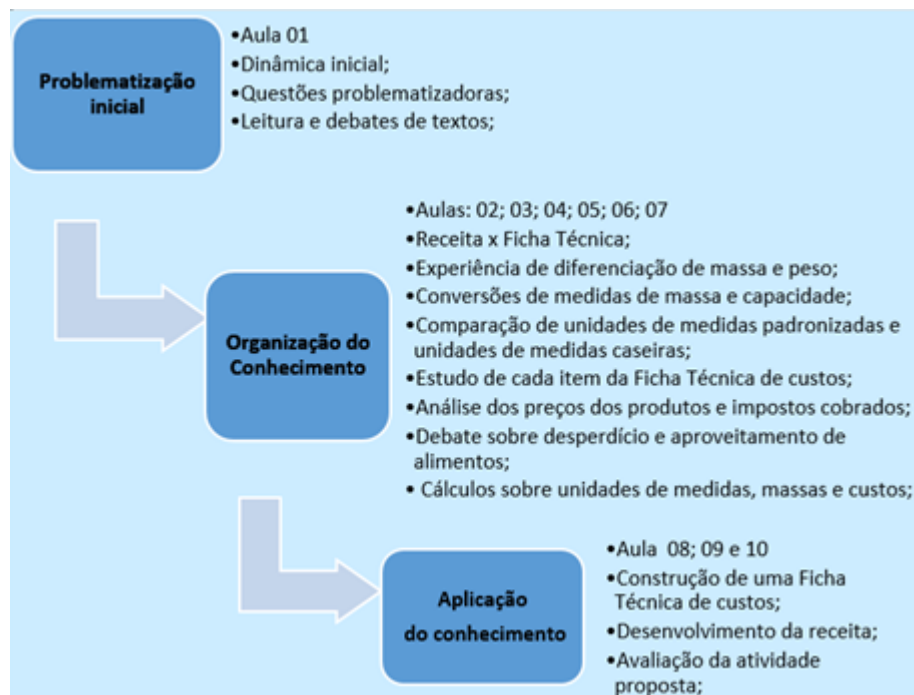 Problematização
inicial
•Aula 01
•Dinâmica inicial;
•Questões problematizadoras;
•Leitura e debates de textos;
Organização do
Conhecimento
•Aulas: 02; 03; 04; 05; 06; 07
•Receita x Ficha Técnica;
•Experiência de diferenciação de massa e peso;
•Conversões de medidas de massa e capacidade;
•Comparação de unidades de medidas padronizadas e
unidades de medidas caseiras;
•Estudo de cada item da Ficha Técnica de custos;
•Análise dos preços dos produtos e impostos cobrados;
•Debate sobre desperdício e aproveitamento de
alimentos;
• Cálculos sobre unidades de medidas, massas e custos;
Aplicação
do conhecimento
•Aula 08; 09 e 10
•Construção de uma Ficha
Técnica de custos;
•Desenvolvimento da receita;
•Avaliação da atividade
proposta;